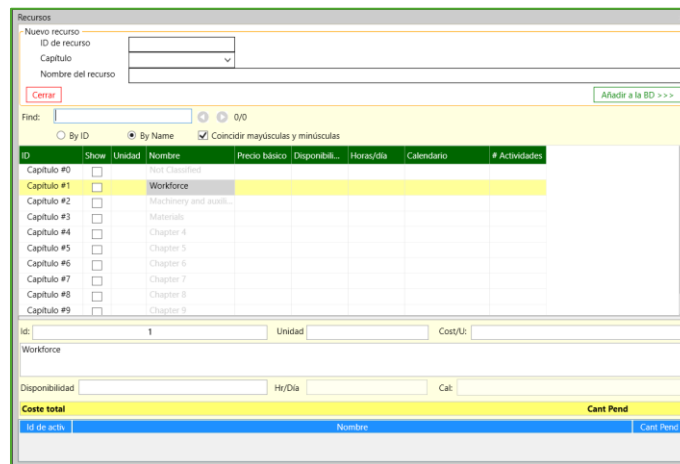 Recursos
Nuevo recurso
ID de recurso
Capítulo
Nombre del recurso
Cerrar
Añadir a la BD >>>
Find: 0/0
By ID By Name Coincidir mayúsculas y minúsculas
ID Show Unidad Nombre Precio básico Disponibili... Horas/día Calendario # Actividades
Capítulo #0 Not Classified
Capítulo #1 Workforce
Capítulo #2 Machinery and auxili...
Capítulo #3 Materials
Capítulo #4 Chapter 4
Capítulo #5 Chapter 5
Capítulo #6 Chapter 6
Capítulo #7 Chapter 7
Capítulo #8 Chapter 8
Capítulo #9 Chapter 9
Id: 1 Unidad Cost/U:
Workforce
Disponibilidad Hr/Día Cal:
Coste total Cant Pend
Id de activ Nombre Cant Pend